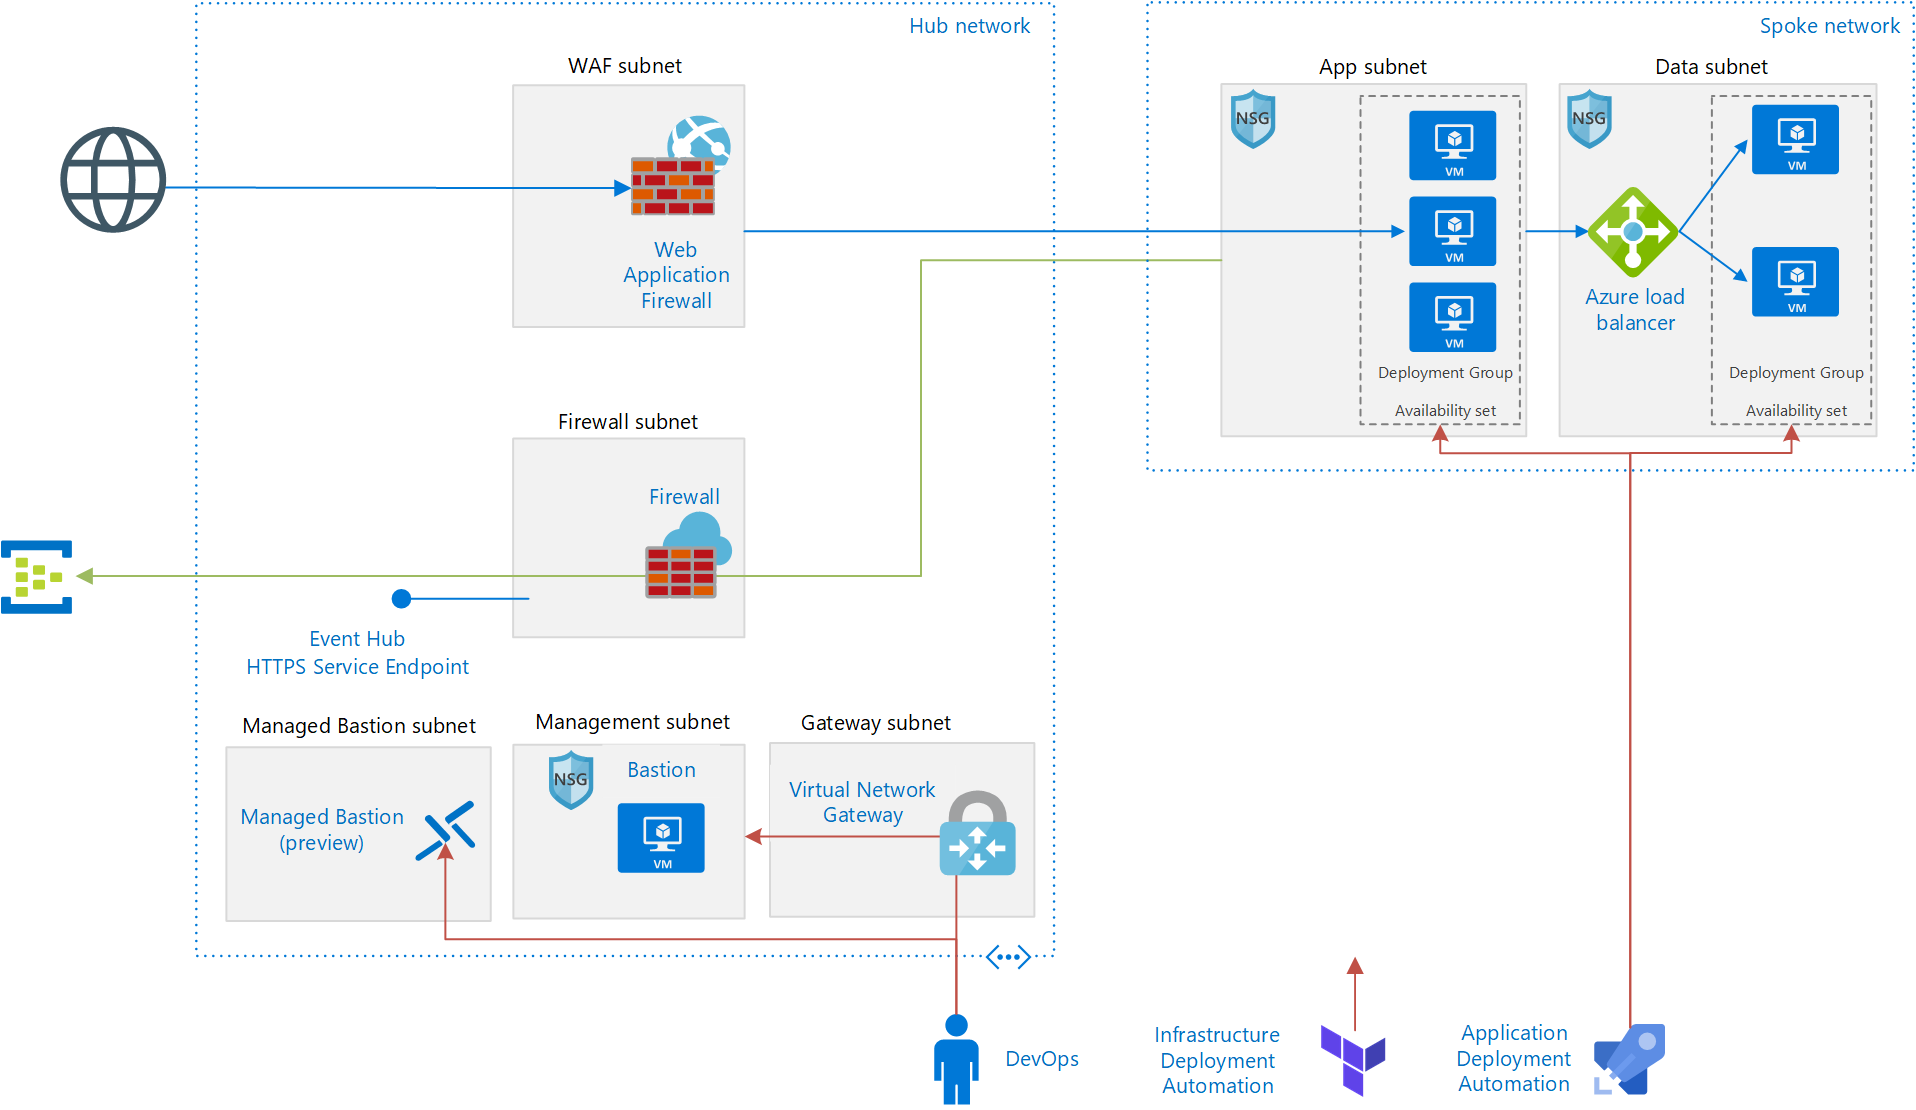 Hub network
Spoke network
WAF subnet
Web
Application
Firewall
App subnet
NSG
VM
VM
VM
Deployment Group
Availability set
Data subnet
NSG
Azure load
balancer
VM
VM
Deployment Group
Availability set
Firewall subnet
Firewall
Event Hub
HTTPS Service Endpoint
Managed Bastion subnet
Managed Bastion
(preview)
Management subnet
NSG
Bastion
VM
Gateway subnet
Virtual Network
Gateway
DevOps
Infrastructure
Deployment
Automation
Application
Deployment
Automation